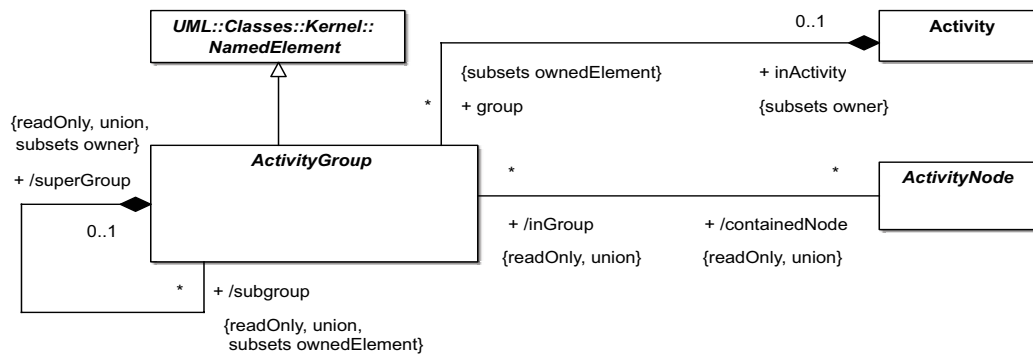 UML::Classes::Kernel::
NamedElement
0..1
Activity
{subsets ownedElement}
+ inActivity
*
+ group
{subsets owner}
{readOnly, union,
subsets owner}
+ /superGroup
0..1
ActivityGroup
*
*
ActivityNode
+ /inGroup
+ /containedNode
{readOnly, union}
{readOnly, union}
*
+ /subgroup
{readOnly, union,
subsets ownedElement}